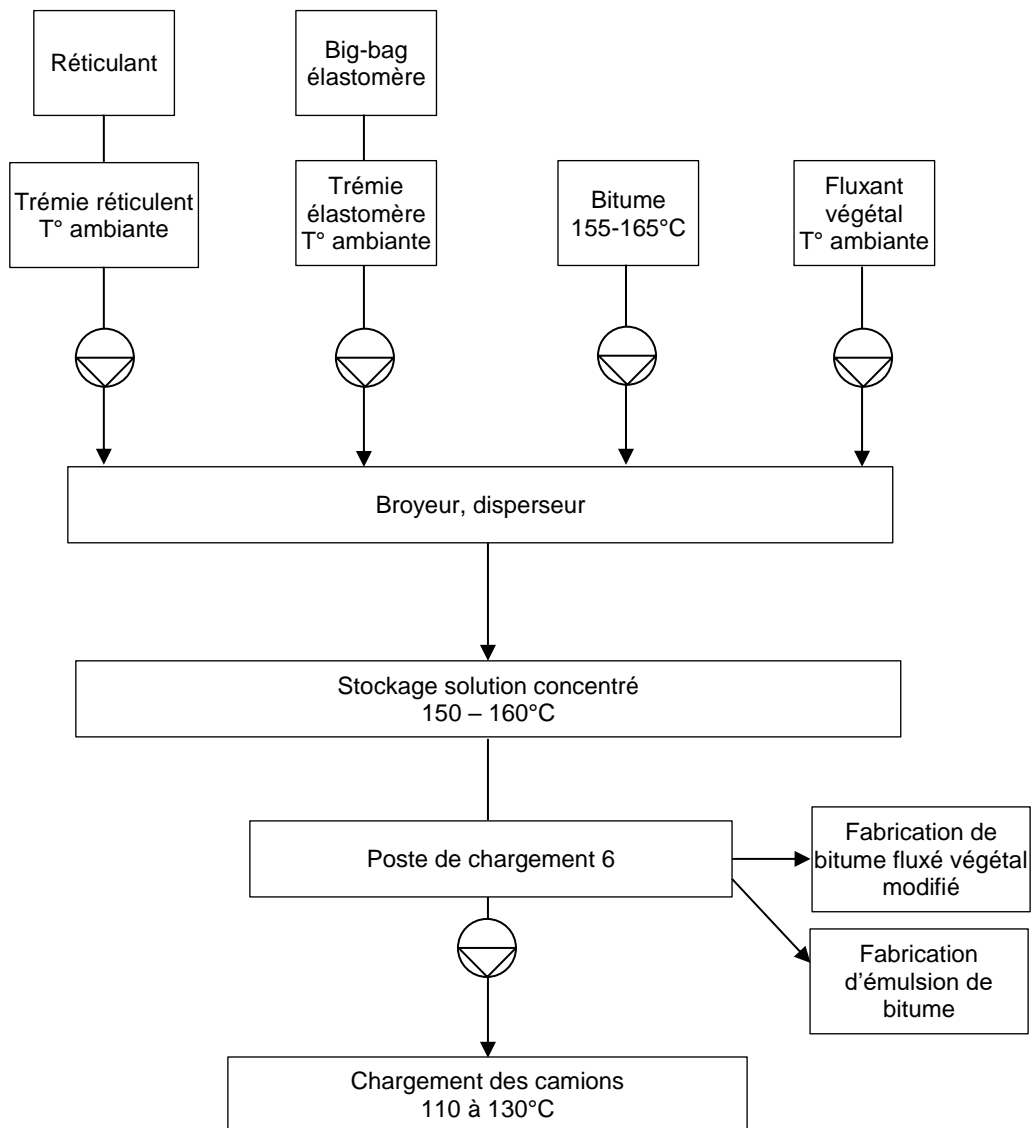 Réticulant
Big-bag
élastomère
Trémie réticulent
T° ambiante
Trémie
élastomère
T° ambiante
Bitume
155-165°C
Fluxant
végétal
T° ambiante
Broyeur, disperseur
Stockage solution concentré
150 – 160°C
Poste de chargement 6
Fabrication de
bitume fluxé végétal
modifié
Fabrication
d’émulsion de
bitume
Chargement des camions
110 à 130°C